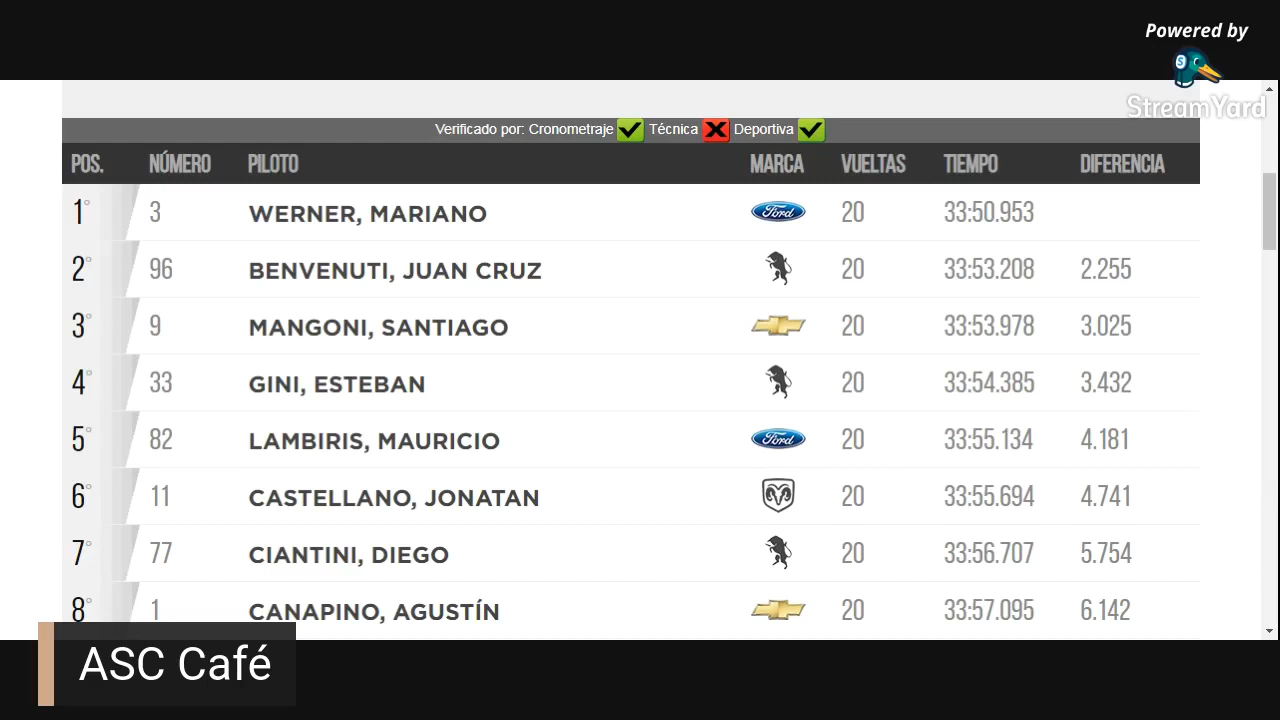 Powered by
StreamYard
Verificado por: Cronometraje Técnica Deportiva
POS. NÚMERO PILOTO MARCA VUELTAS TIEMPO DIFERENCIA
1° 3 WERNER, MARIANO Ford 20 33:50.953
2° 96 BENVENUTI, JUAN CRUZ 20 33:53.208 2.255
3° 9 MANGONI, SANTIAGO 20 33:53.978 3.025
4° 33 GINI, ESTEBAN 20 33:54.385 3.432
5° 82 LAMBIRIS, MAURICIO Ford 20 33:55.134 4.181
6° 11 CASTELLANO, JONATAN 20 33:55.694 4.741
7° 77 CIANTINI, DIEGO 20 33:56.707 5.754
8° 1 CANAPINO, AGUSTÍN 20 33:57.095 6.142
ASC Café